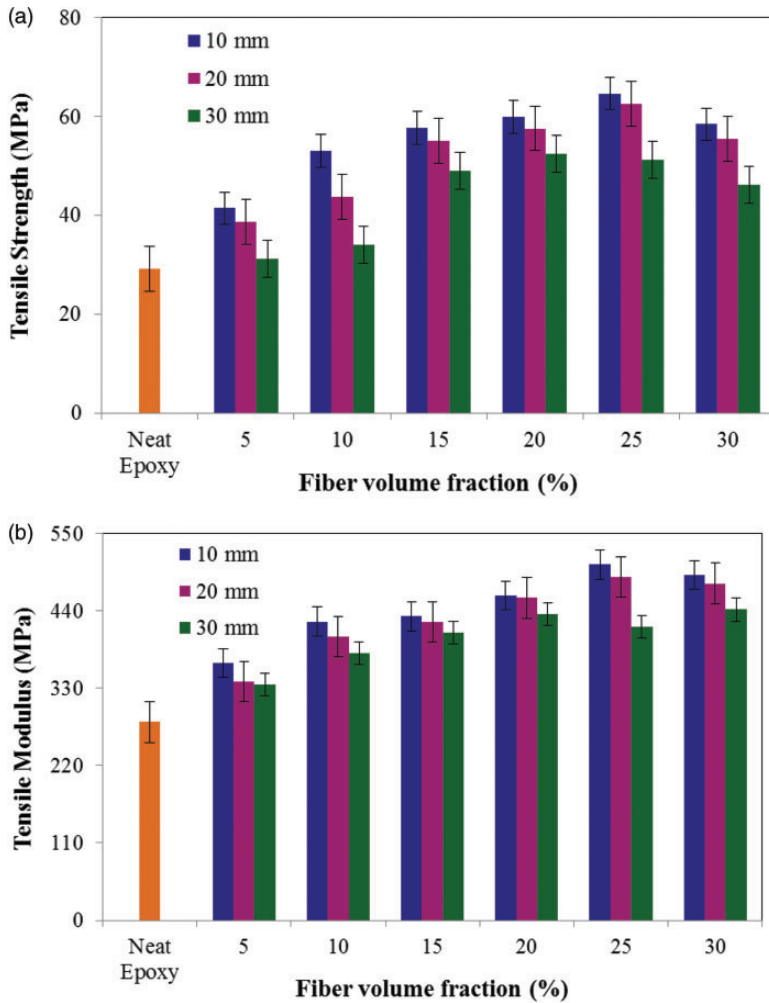 (a)
80
60
40
20
0
Tensile Strength (MPa)
10 mm
20 mm
30 mm
Neat Epoxy
5
10
15
20
25
30
Fiber volume fraction (%)
(b)
550
440
330
220
110
0
Tensile Modulus (MPa)
10 mm
20 mm
30 mm
Neat
Epoxy
5
10
15
20
25
30
Fiber volume fraction (%)